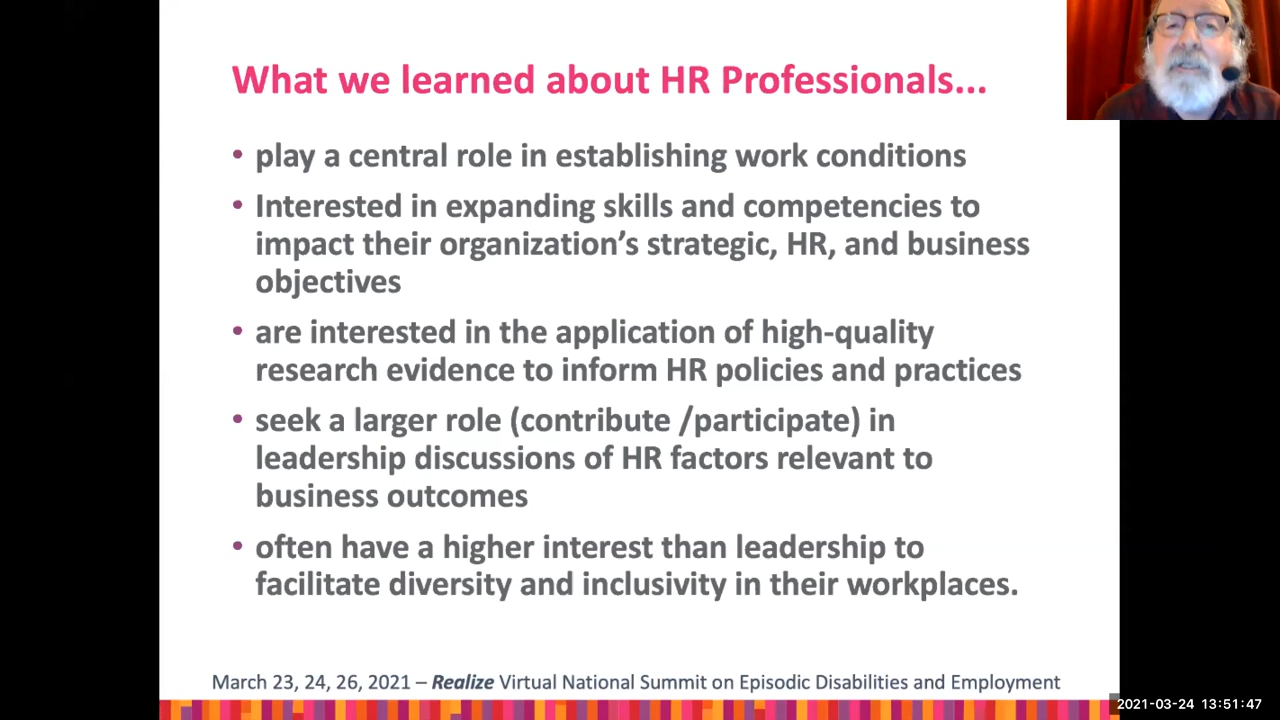 What we learned about HR Professionals...
• play a central role in establishing work conditions
• Interested in expanding skills and competencies to
impact their organization’s strategic, HR, and business
objectives
• are interested in the application of high-quality
research evidence to inform HR policies and practices
• seek a larger role (contribute /participate) in
leadership discussions of HR factors relevant to
business outcomes
• often have a higher interest than leadership to
facilitate diversity and inclusivity in their workplaces.
March 23, 24, 26, 2021 – Realize Virtual National Summit on Episodic Disabilities and Employment
2021-03-24 13:51:47